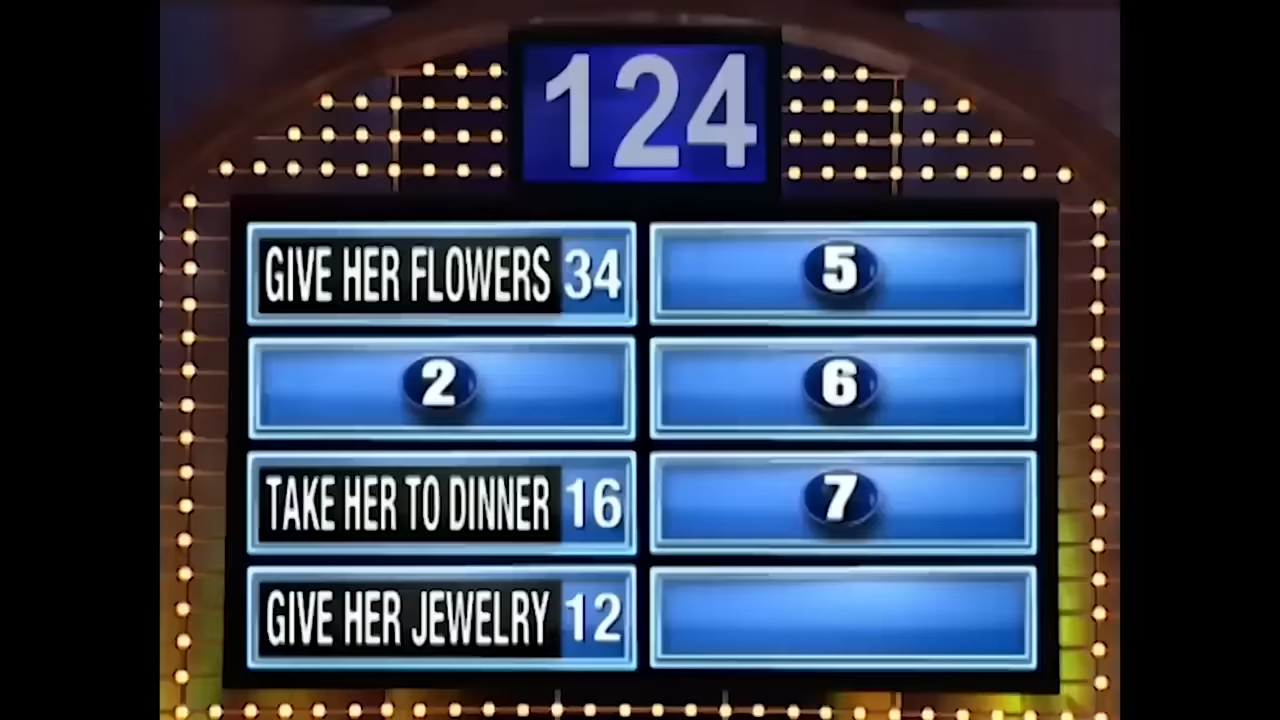 124
GIVE HER FLOWERS 34
2
TAKE HER TO DINNER 16
GIVE HER JEWELRY 12
5
6
7